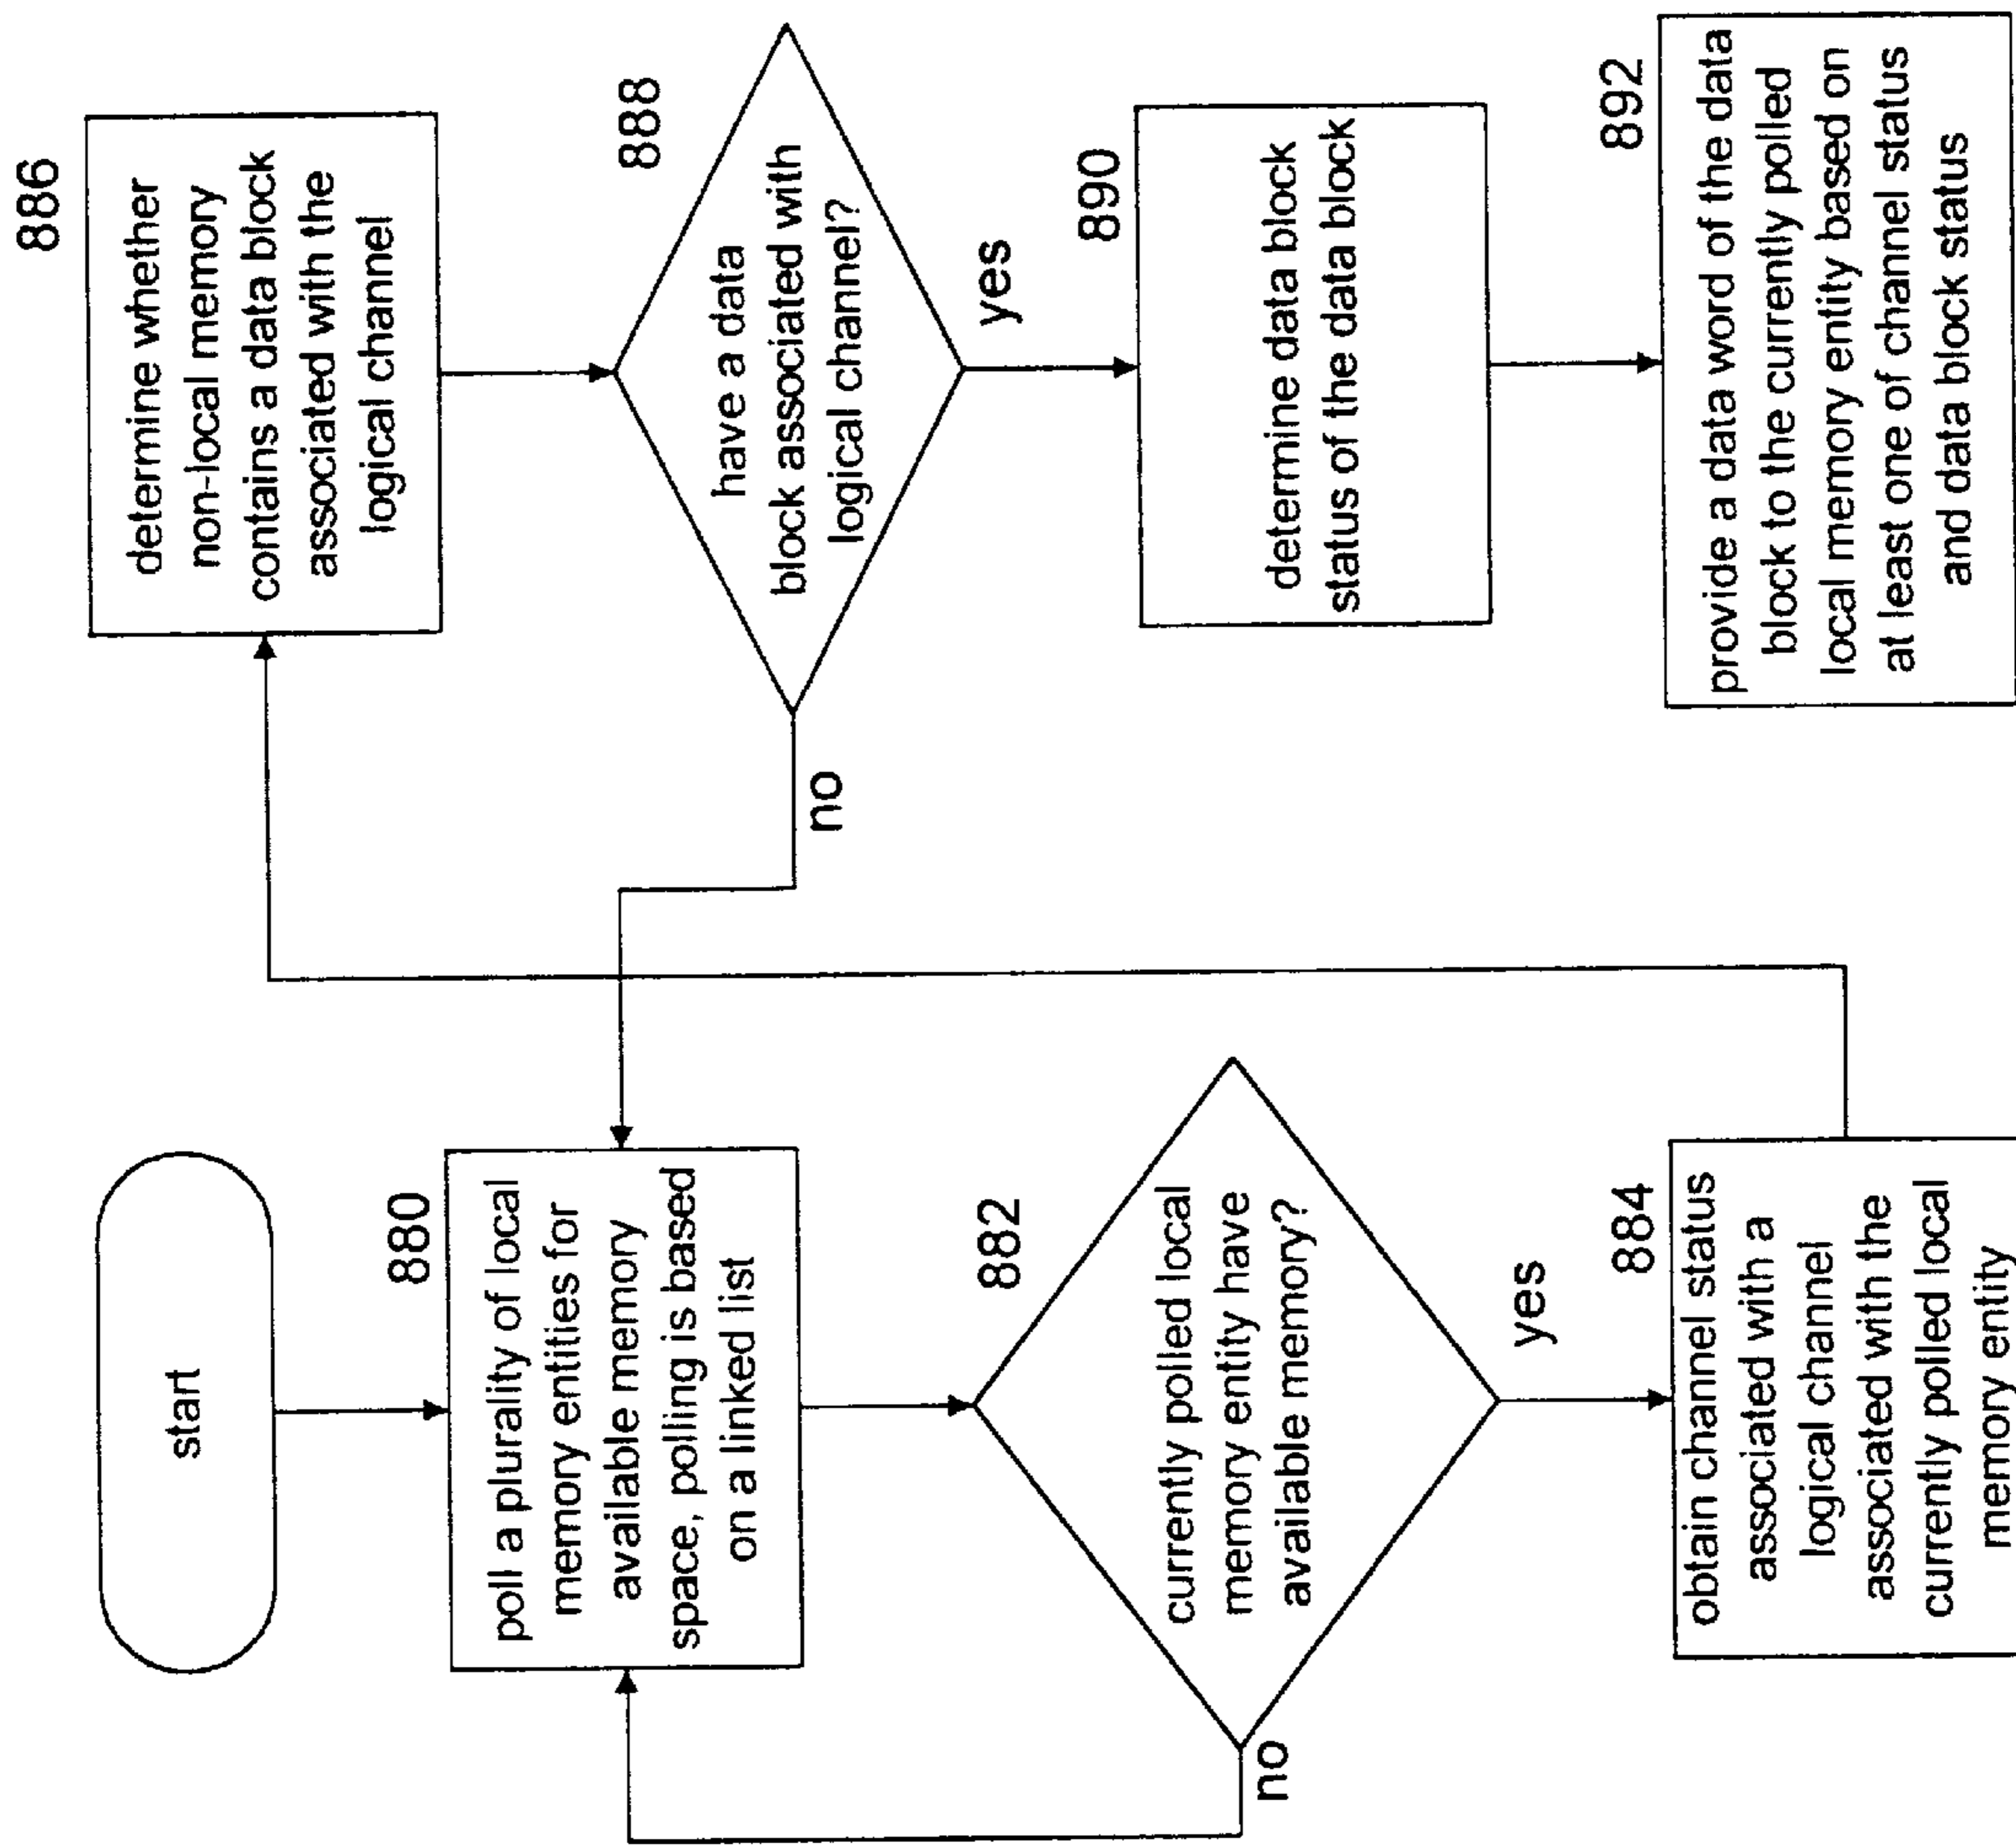 start
880
poll a plurality of local
memory entities for
available memory
space, polling is based
on a linked list
882
currently polled local
memory entity have
available memory?
no
yes
884
obtain channel status
associated with a
logical channel
associated with the
currently polled local
memory entity
886
determine whether
non-local memory
contains a data block
associated with the
logical channel
888
have a data
block associated with
logical channel?
no
yes
890
determine data block
status of the data block
892
provide a data word of the data
block to the currently polled
local memory entity based on
at least one of channel status
and data block status